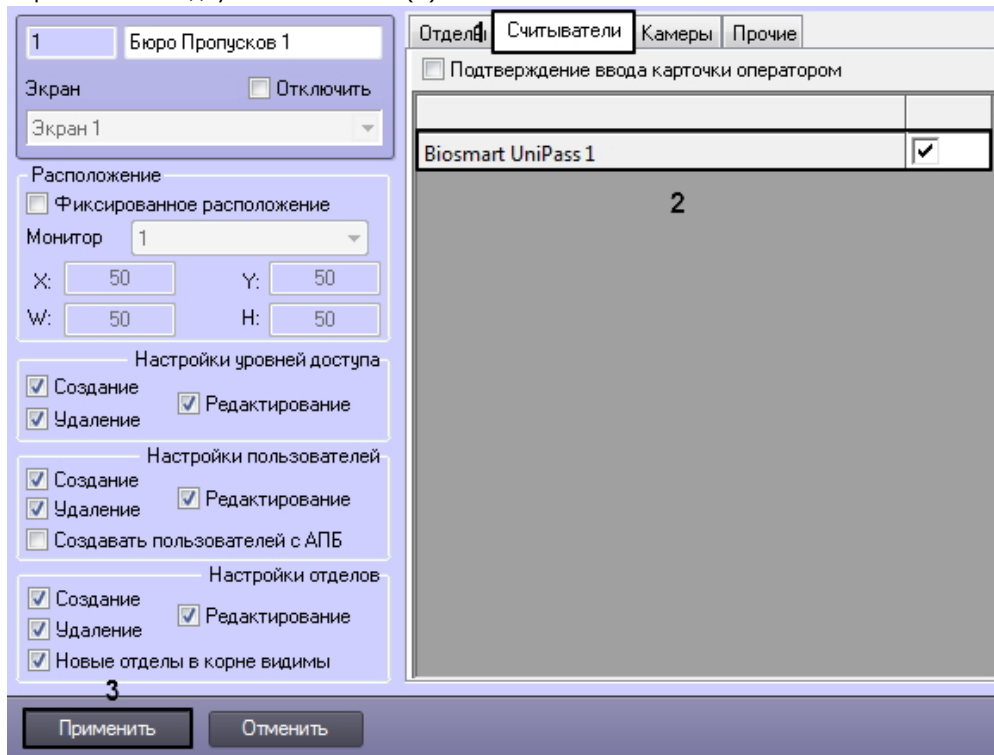 1 Бюро Пропусков 1
Экран Отключить
Экран 1
Расположение
Фиксированное расположение
Монитор 1
X: 50 Y: 50
W: 50 H: 50
Настройки уровней доступа
Создание
Редактирование
Удаление
Настройки пользователей
Создание
Редактирование
Удаление
Создавать пользователей с АПБ
Настройки отделов
Создание
Редактирование
Удаление
Новые отделы в корне видимы
3
Применить Отменить
Отделы 1 Считыватели Камеры Прочие
Подтверждение ввода карточки оператором
Biosmart UniPass 1
2